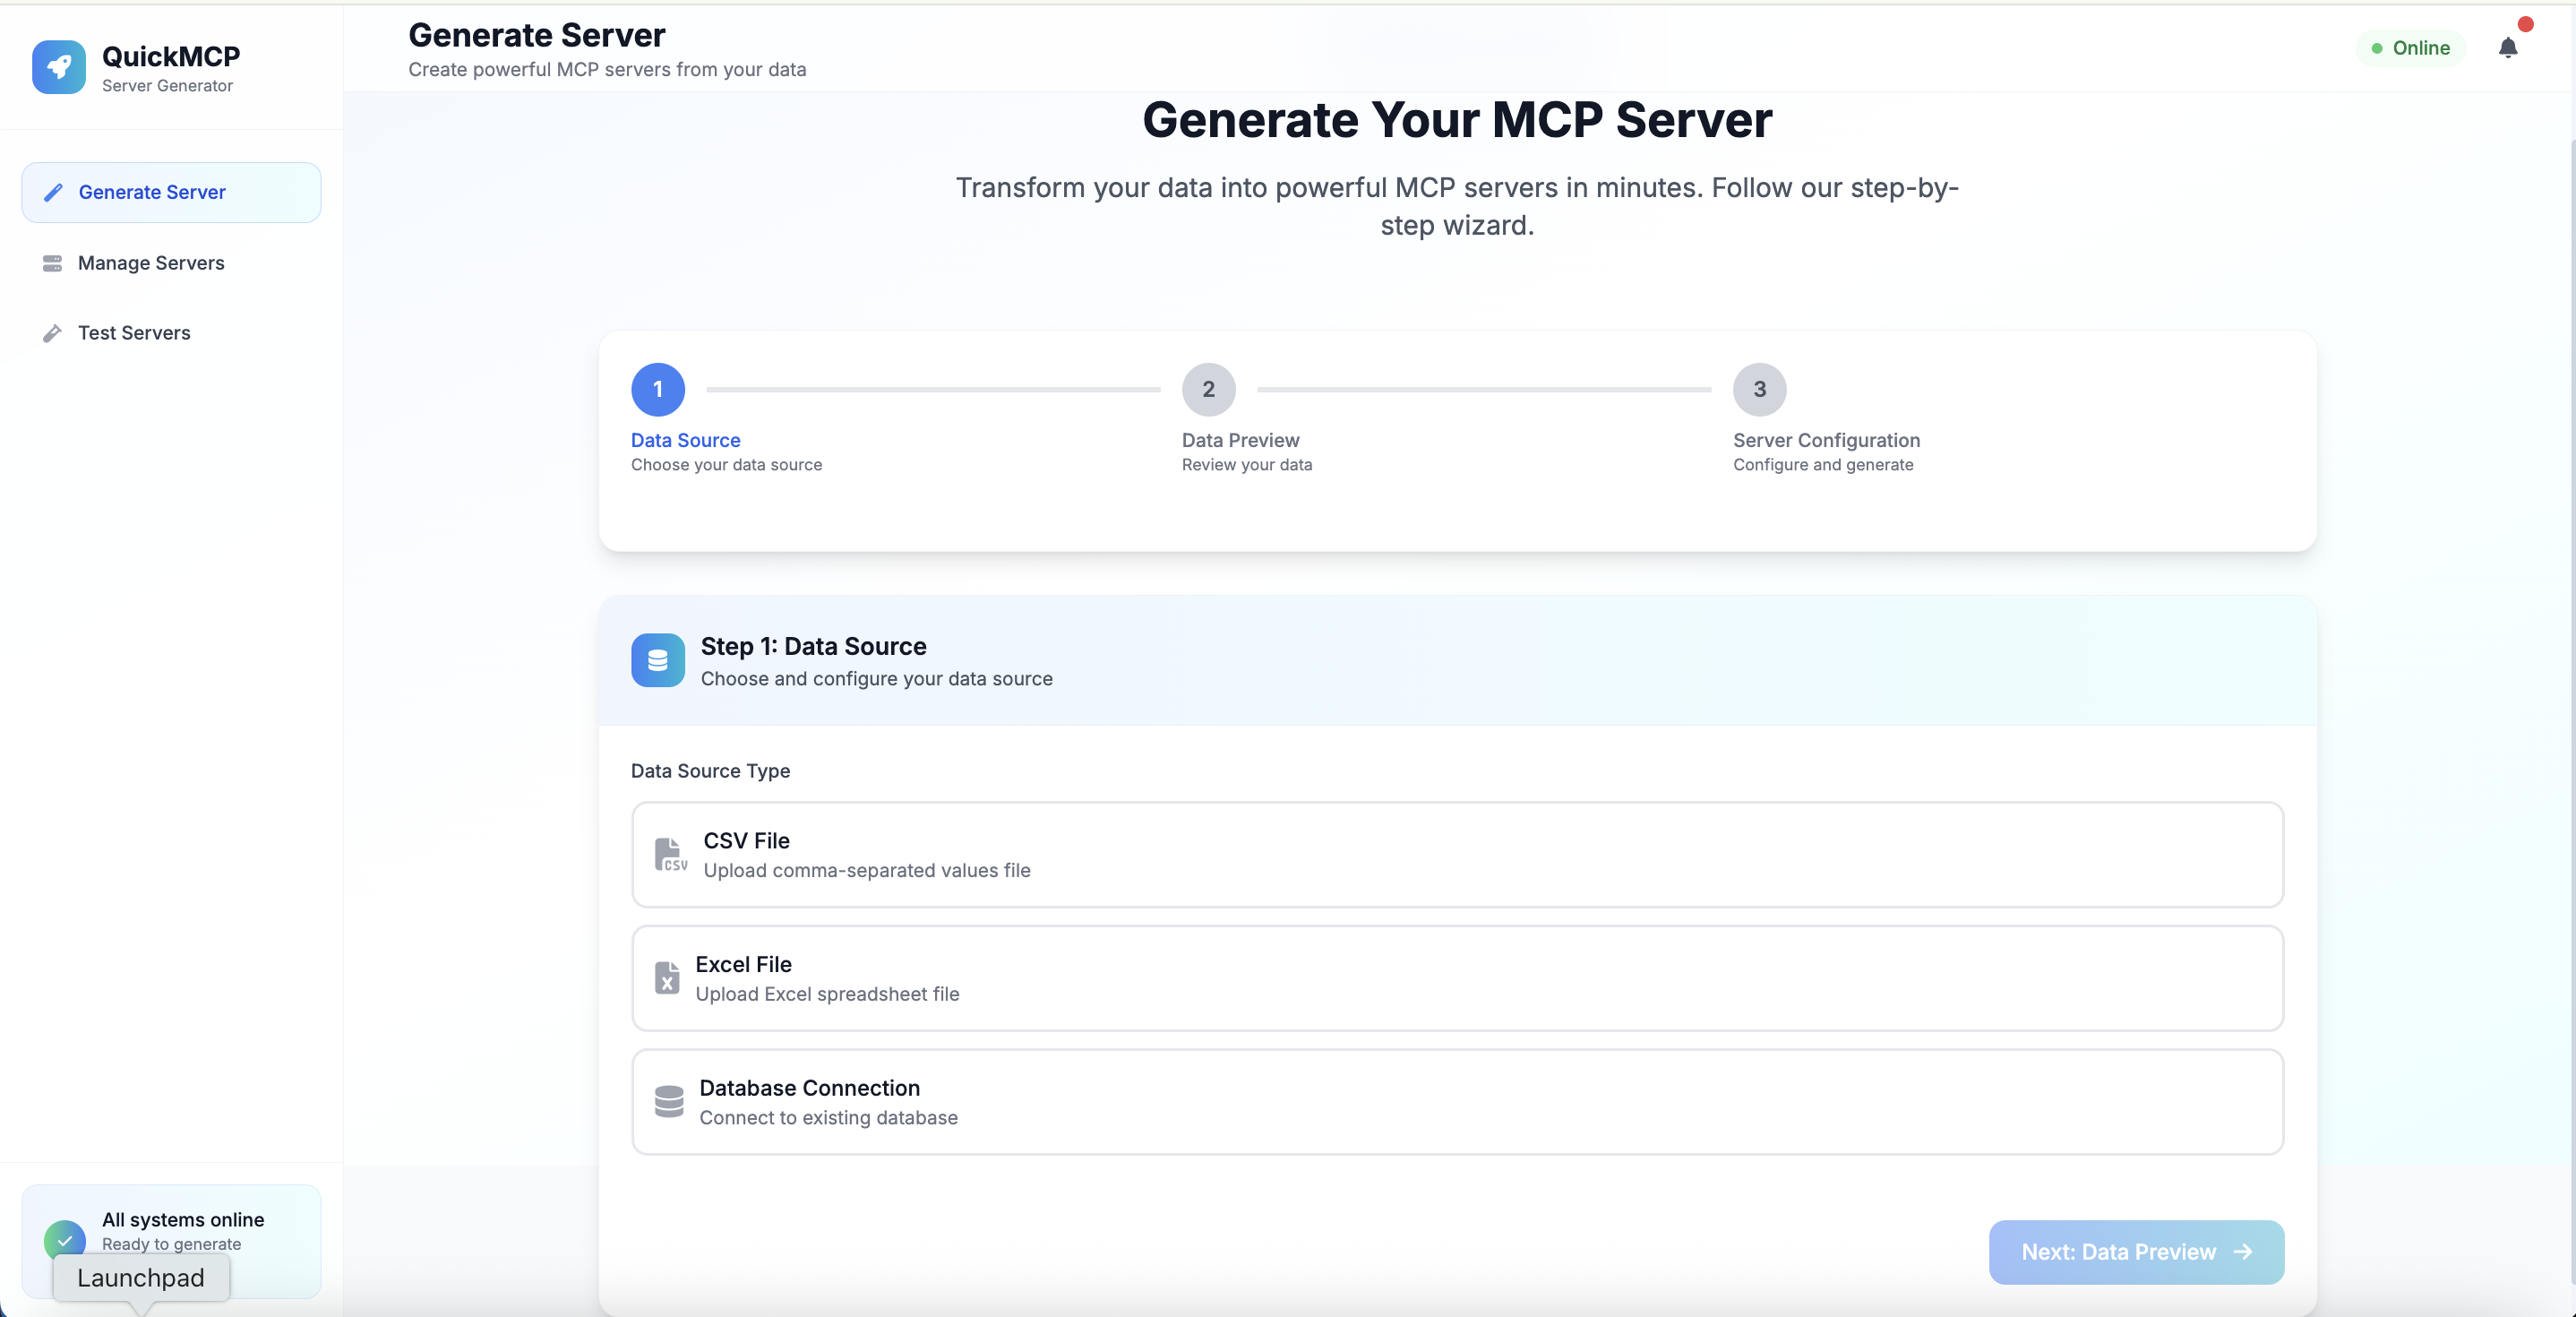 QuickMCP
Server Generator
Generate Server
Manage Servers
Test Servers
All systems online
Ready to generate
Launchpad
Generate Server
Create powerful MCP servers from your data
Online
Generate Your MCP Server
Transform your data into powerful MCP servers in minutes. Follow our step-by-
step wizard.
1
Data Source
Choose your data source
2
Data Preview
Review your data
3
Server Configuration
Configure and generate
Step 1: Data Source
Choose and configure your data source
Data Source Type
CSV
CSV File
Upload comma-separated values file
X
Excel File
Upload Excel spreadsheet file
Database Connection
Connect to existing database
Next: Data Preview →